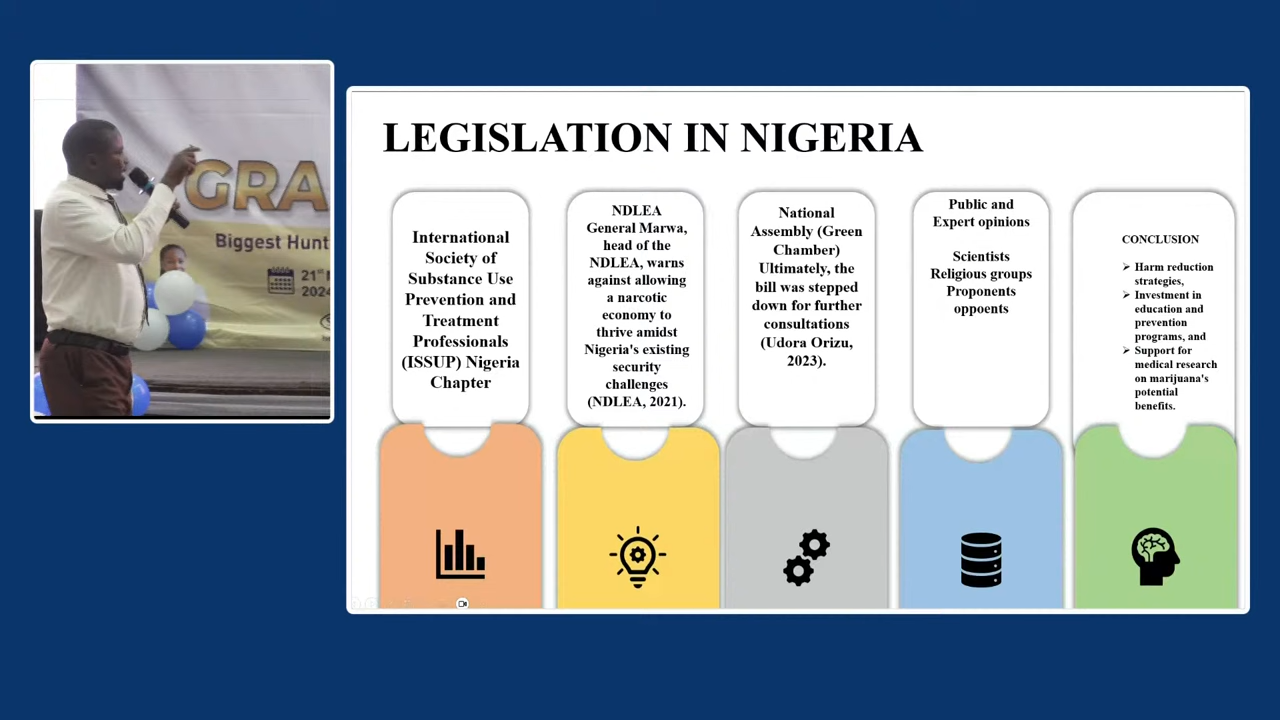 GRA
Biggest Hunt
2024
LEGISLATION IN NIGERIA
International
Society of
Substance Use
Prevention and
Treatment
Professionals
(ISSUP) Nigeria
Chapter
NDLEA
General Marwa,
head of the
NDLEA, warns
against allowing
a narcotic
economy to
thrive amidst
Nigeria's existing
security
challenges
(NDLEA, 2021).
National
Assembly (Green
Chamber)
Ultimately, the
bill was stepped
down for further
consultations
(Udora Orizu,
2023).
Public and
Expert opinions
Scientists
Religious groups
Proponents
oppoents
CONCLUSION
➢ Harm reduction
strategies,
➢ Investment in
education and
prevention
programs, and
➢ Support for
medical research
on marijuana's
potential
benefits.